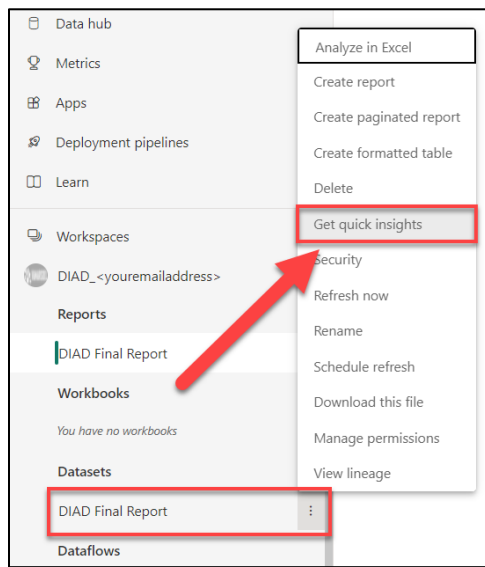 Data hub
Metrics
Apps
Deployment pipelines
Learn
Workspaces
DIAD_<youremailaddress>
Reports
DIAD Final Report
Workbooks
You have no workbooks
Datasets
DIAD Final Report
Dataflows
Analyze in Excel
Create report
Create paginated report
Create formatted table
Delete
Get quick insights
Security
Refresh now
Rename
Schedule refresh
Download this file
Manage permissions
View lineage